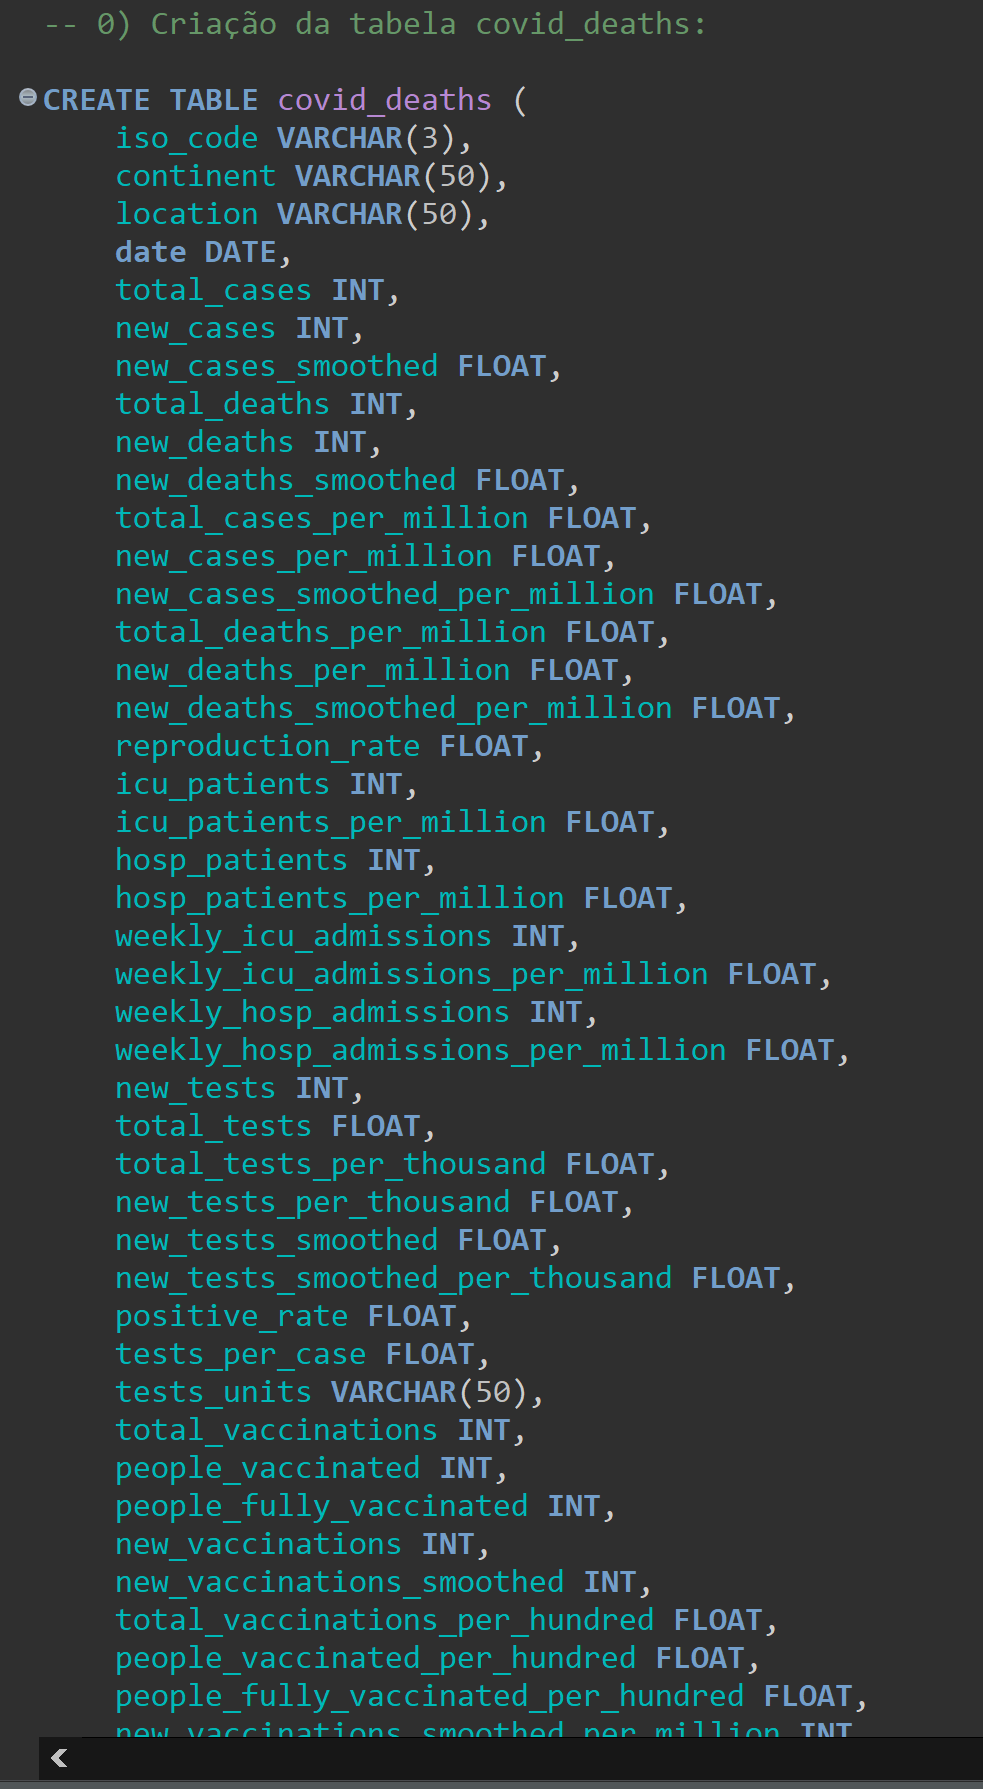 -- 0) Criação da tabela covid_deaths:
CREATE TABLE covid_deaths (
iso_code VARCHAR(3),
continent VARCHAR(50),
location VARCHAR(50),
date DATE,
total_cases INT,
new_cases INT,
new_cases_smoothed FLOAT,
total_deaths INT,
new_deaths INT,
new_deaths_smoothed FLOAT,
total_cases_per_million FLOAT,
new_cases_per_million FLOAT,
new_cases_smoothed_per_million FLOAT,
total_deaths_per_million FLOAT,
new_deaths_per_million FLOAT,
new_deaths_smoothed_per_million FLOAT,
reproduction_rate FLOAT,
icu_patients INT,
icu_patients_per_million FLOAT,
hosp_patients INT,
hosp_patients_per_million FLOAT,
weekly_icu_admissions INT,
weekly_icu_admissions_per_million FLOAT,
weekly_hosp_admissions INT,
weekly_hosp_admissions_per_million FLOAT,
new_tests INT,
total_tests FLOAT,
total_tests_per_thousand FLOAT,
new_tests_per_thousand FLOAT,
new_tests_smoothed FLOAT,
new_tests_smoothed_per_thousand FLOAT,
positive_rate FLOAT,
tests_per_case FLOAT,
tests_units VARCHAR(50),
total_vaccinations INT,
people_vaccinated INT,
people_fully_vaccinated INT,
new_vaccinations INT,
new_vaccinations_smoothed INT,
total_vaccinations_per_hundred FLOAT,
people_vaccinated_per_hundred FLOAT,
people_fully_vaccinated_per_hundred FLOAT,
new_vaccinations_smoothed_per_million INT